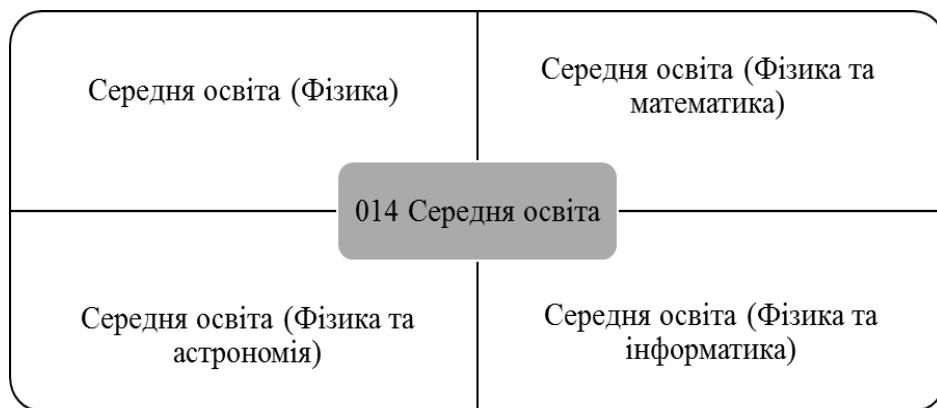 Середня освіта (Фізика)
Середня освіта (Фізика та
математика)
014 Середня освіта
Середня освіта (Фізика та
астрономія)
Середня освіта (Фізика та
інформатика)